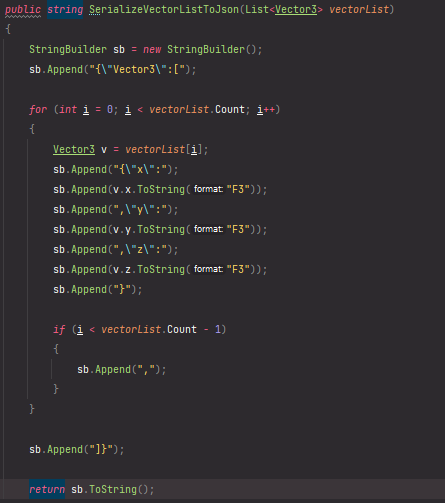 public string SerializeVectorListToJson(List<Vector3> vectorList)
{
    StringBuilder sb = new StringBuilder();
    sb.Append("{\"Vector3\":[");

    for (int i = 0; i < vectorList.Count; i++)
    {
        Vector3 v = vectorList[i];
        sb.Append("{\"x\":");
        sb.Append(v.x.ToString( format: "F3"));
        sb.Append(",\"y\":");
        sb.Append(v.y.ToString( format: "F3"));
        sb.Append(",\"z\":");
        sb.Append(v.z.ToString( format: "F3"));
        sb.Append("}");

        if (i < vectorList.Count - 1)
        {
            sb.Append(",");
        }
    }

    sb.Append("]}");

    return sb.ToString();